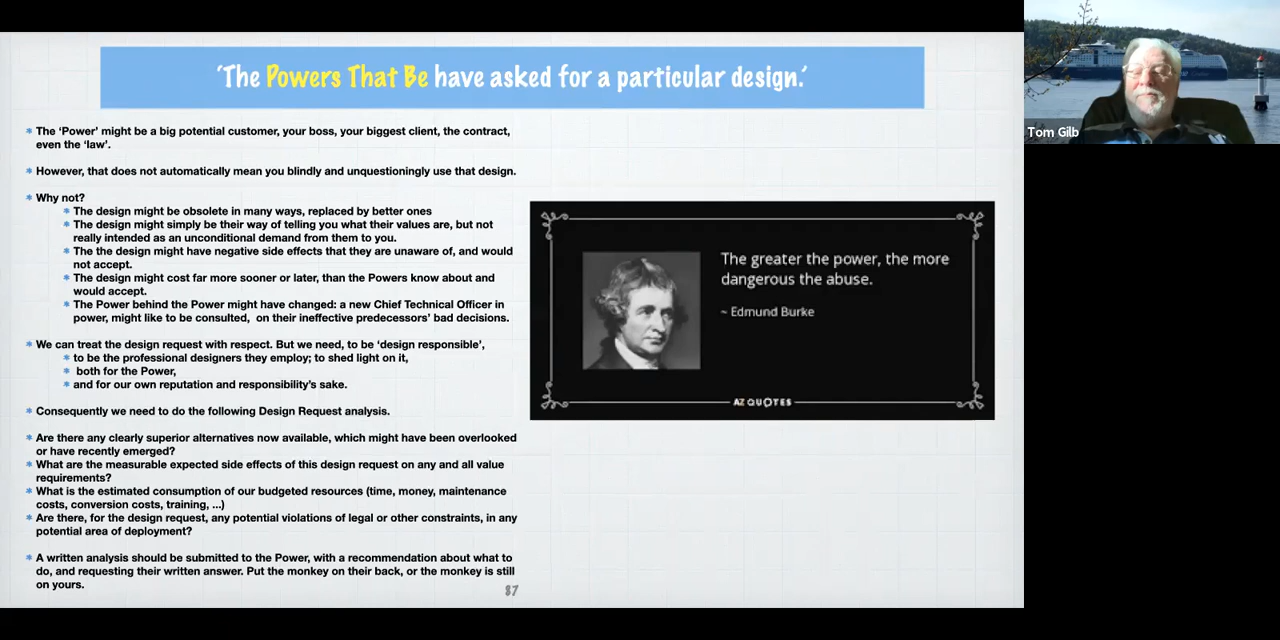 ‘The Powers That Be have asked for a particular design.’
* The ‘Power’ might be a big potential customer, your boss, your biggest client, the contract,
even the ‘law’.
* However, that does not automatically mean you blindly and unquestioningly use that design.
* Why not?
* The design might be obsolete in many ways, replaced by better ones
* The design might simply be their way of telling you what their values are, but not
really intended as an unconditional demand from them to you.
* The the design might have negative side effects that they are unaware of, and would
not accept.
* The design might cost far more sooner or later, than the Powers know about and
would accept.
* The Power behind the Power might have changed: a new Chief Technical Officer in
power, might like to be consulted, on their ineffective predecessors’ bad decisions.
* We can treat the design request with respect. But we need, to be ‘design responsible’,
* to be the professional designers they employ; to shed light on it,
* both for the Power,
* and for our own reputation and responsibility’s sake.
* Consequently we need to do the following Design Request analysis.
* Are there any clearly superior alternatives now available, which might have been overlooked
or have recently emerged?
* What are the measurable expected side effects of this design request on any and all value
requirements?
* What is the estimated consumption of our budgeted resources (time, money, maintenance
costs, conversion costs, training, ...)
* Are there, for the design request, any potential violations of legal or other constraints, in any
potential area of deployment?
* A written analysis should be submitted to the Power, with a recommendation about what to
do, and requesting their written answer. Put the monkey on their back, or the monkey is still
on yours.
87
The greater the power, the more
dangerous the abuse.
~ Edmund Burke
AZ QUOTES
Tom Gilb